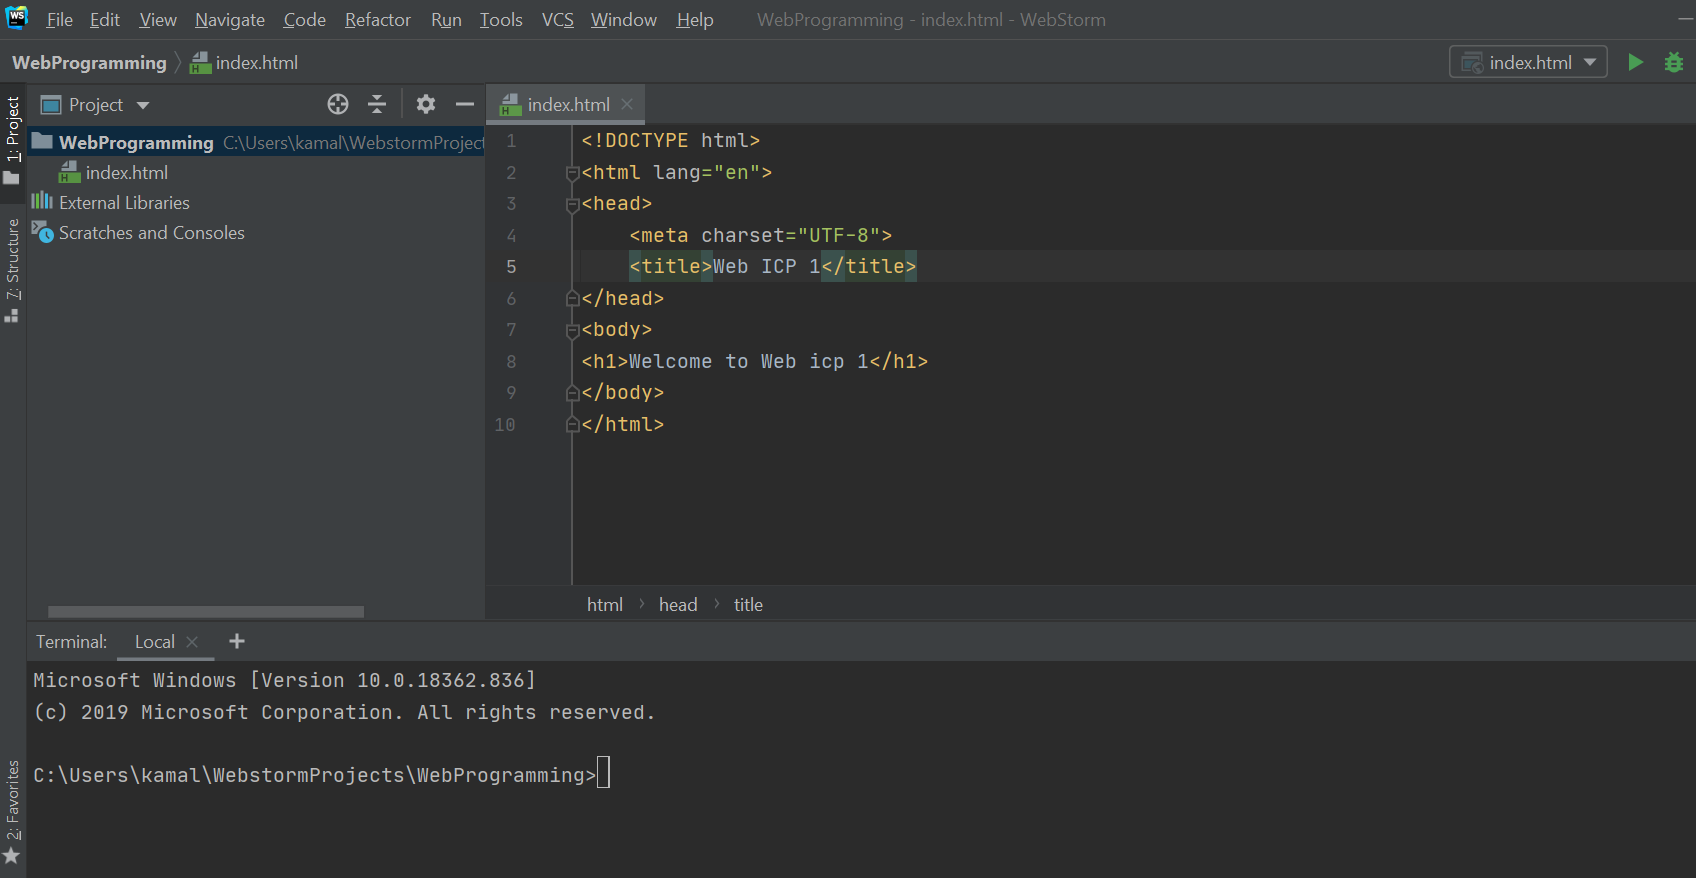 WS File Edit View Navigate Code Refactor Run Tools VCS Window Help WebProgramming - index.html - WebStorm
WebProgramming index.html index.html
1: Project
7: Structure
2: Favorites
Project
WebProgramming C:\Users\kamal\WebstormProject
index.html
External Libraries
Scratches and Consoles
index.html
1 <!DOCTYPE html>
2 <html lang="en">
3 <head>
4 <meta charset="UTF-8">
5 <title>Web ICP 1</title>
6 </head>
7 <body>
8 <h1>Welcome to Web icp 1</h1>
9 </body>
10 </html>
html › head › title
Terminal: Local
Microsoft Windows [Version 10.0.18362.836]
(c) 2019 Microsoft Corporation. All rights reserved.
C:\Users\kamal\WebstormProjects\WebProgramming>